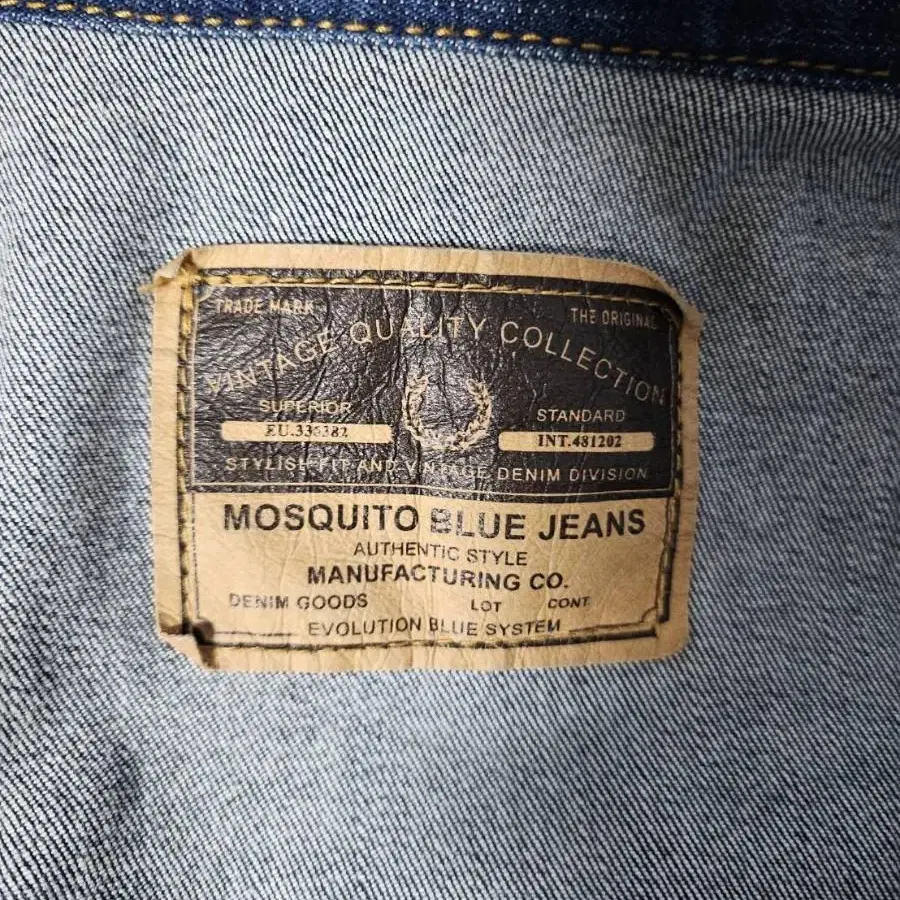 TRADE MARK
THE ORIGINAL
VINTAGE QUALITY COLLECTION
SUPERIOR
STANDARD
INT.481202
STYLISH FIT AND VINTAGE DENIM DIVISION
MOSQUITO BLUE JEANS
AUTHENTIC STYLE
MANUFACTURING CO.
DENIM GOODS LOT CONT
EVOLUTION BLUE SYSTEM